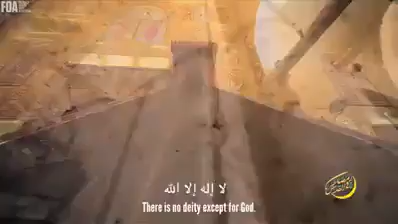 FOA
لا إله إلا الله
There is no deity except for God.